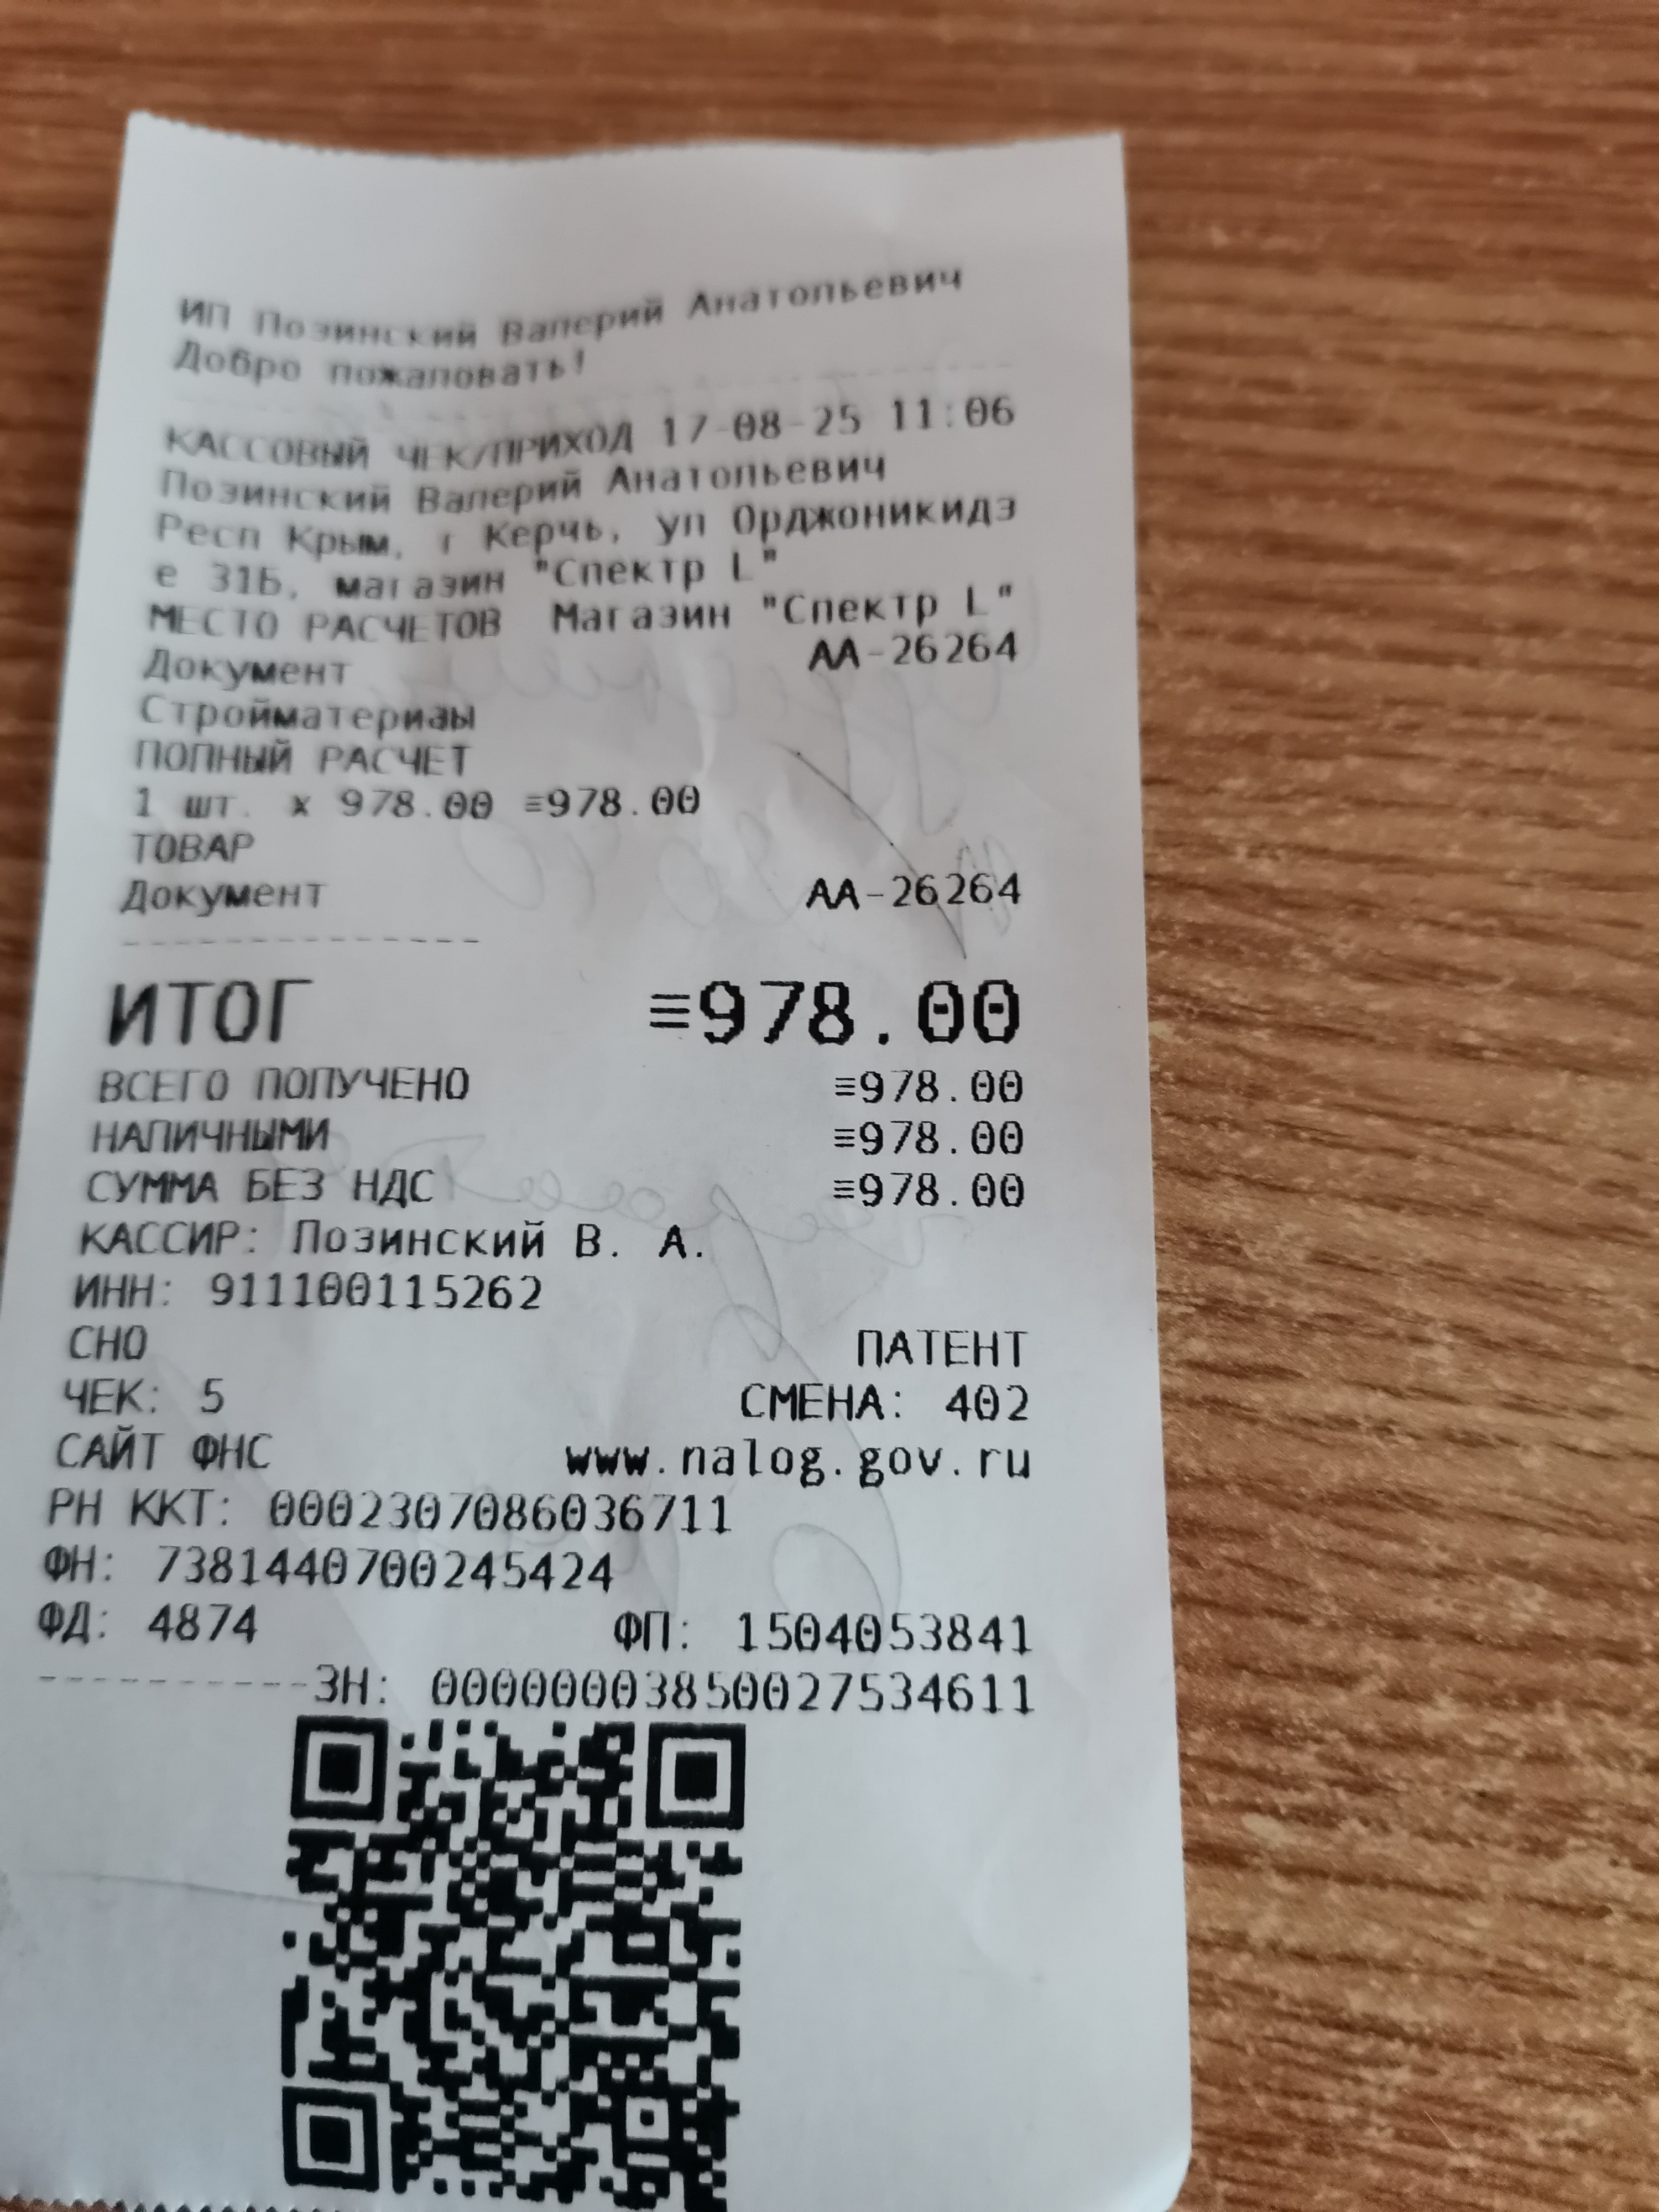 ИП Позинский Валерий Анатольевич
Добро пожаловать!
КАССОВЫЙ ЧЕК/ПРИХОД 17-08-25 11:06
Позинский Валерий Анатольевич
Респ Крым, г Керчь, ул Орджоникидз
е 31Б, магазин "Спектр L"
МЕСТО РАСЧЕТОВ Магазин "Спектр L"
Документ АА-26264
Стройматериаы
ПОЛНЫЙ РАСЧЕТ
1 шт. х 978.00 ≡978.00
ТОВАР
Документ АА-26264
ИТОГ ≡978.00
ВСЕГО ПОЛУЧЕНО ≡978.00
НАЛИЧНЫМИ ≡978.00
СУММА БЕЗ НДС ≡978.00
КАССИР: Позинский В. А.
ИНН: 911100115262
СНО ПАТЕНТ
ЧЕК: 5 СМЕНА: 402
САЙТ ФНС www.nalog.gov.ru
РН ККТ: 0002307086036711
ФН: 7381440700245424
ФД: 4874 ФП: 1504053841
ЗН: 00000003850027534611